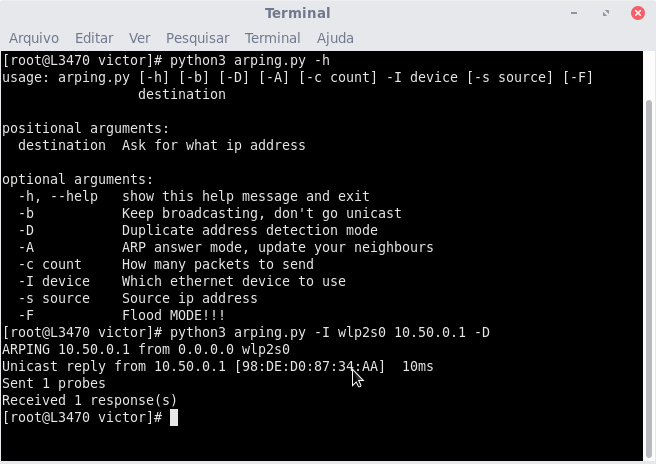 Terminal
Arquivo Editar Ver Pesquisar Terminal Ajuda
[root@L3470 victor]# python3 arping.py -h
usage: arping.py [-h] [-b] [-D] [-A] [-c count] -I device [-s source] [-F]
                 destination
positional arguments:
  destination  Ask for what ip address
optional arguments:
  -h, --help   show this help message and exit
  -b           Keep broadcasting, don't go unicast
  -D           Duplicate address detection mode
  -A           ARP answer mode, update your neighbours
  -c count     How many packets to send
  -I device    Which ethernet device to use
  -s source    Source ip address
  -F           Flood MODE!!!
[root@L3470 victor]# python3 arping.py -I wlp2s0 10.50.0.1 -D
ARPING 10.50.0.1 from 0.0.0.0 wlp2s0
Unicast reply from 10.50.0.1 [98:DE:D0:87:34:AA]  10ms
Sent 1 probes
Received 1 response(s)
[root@L3470 victor]#